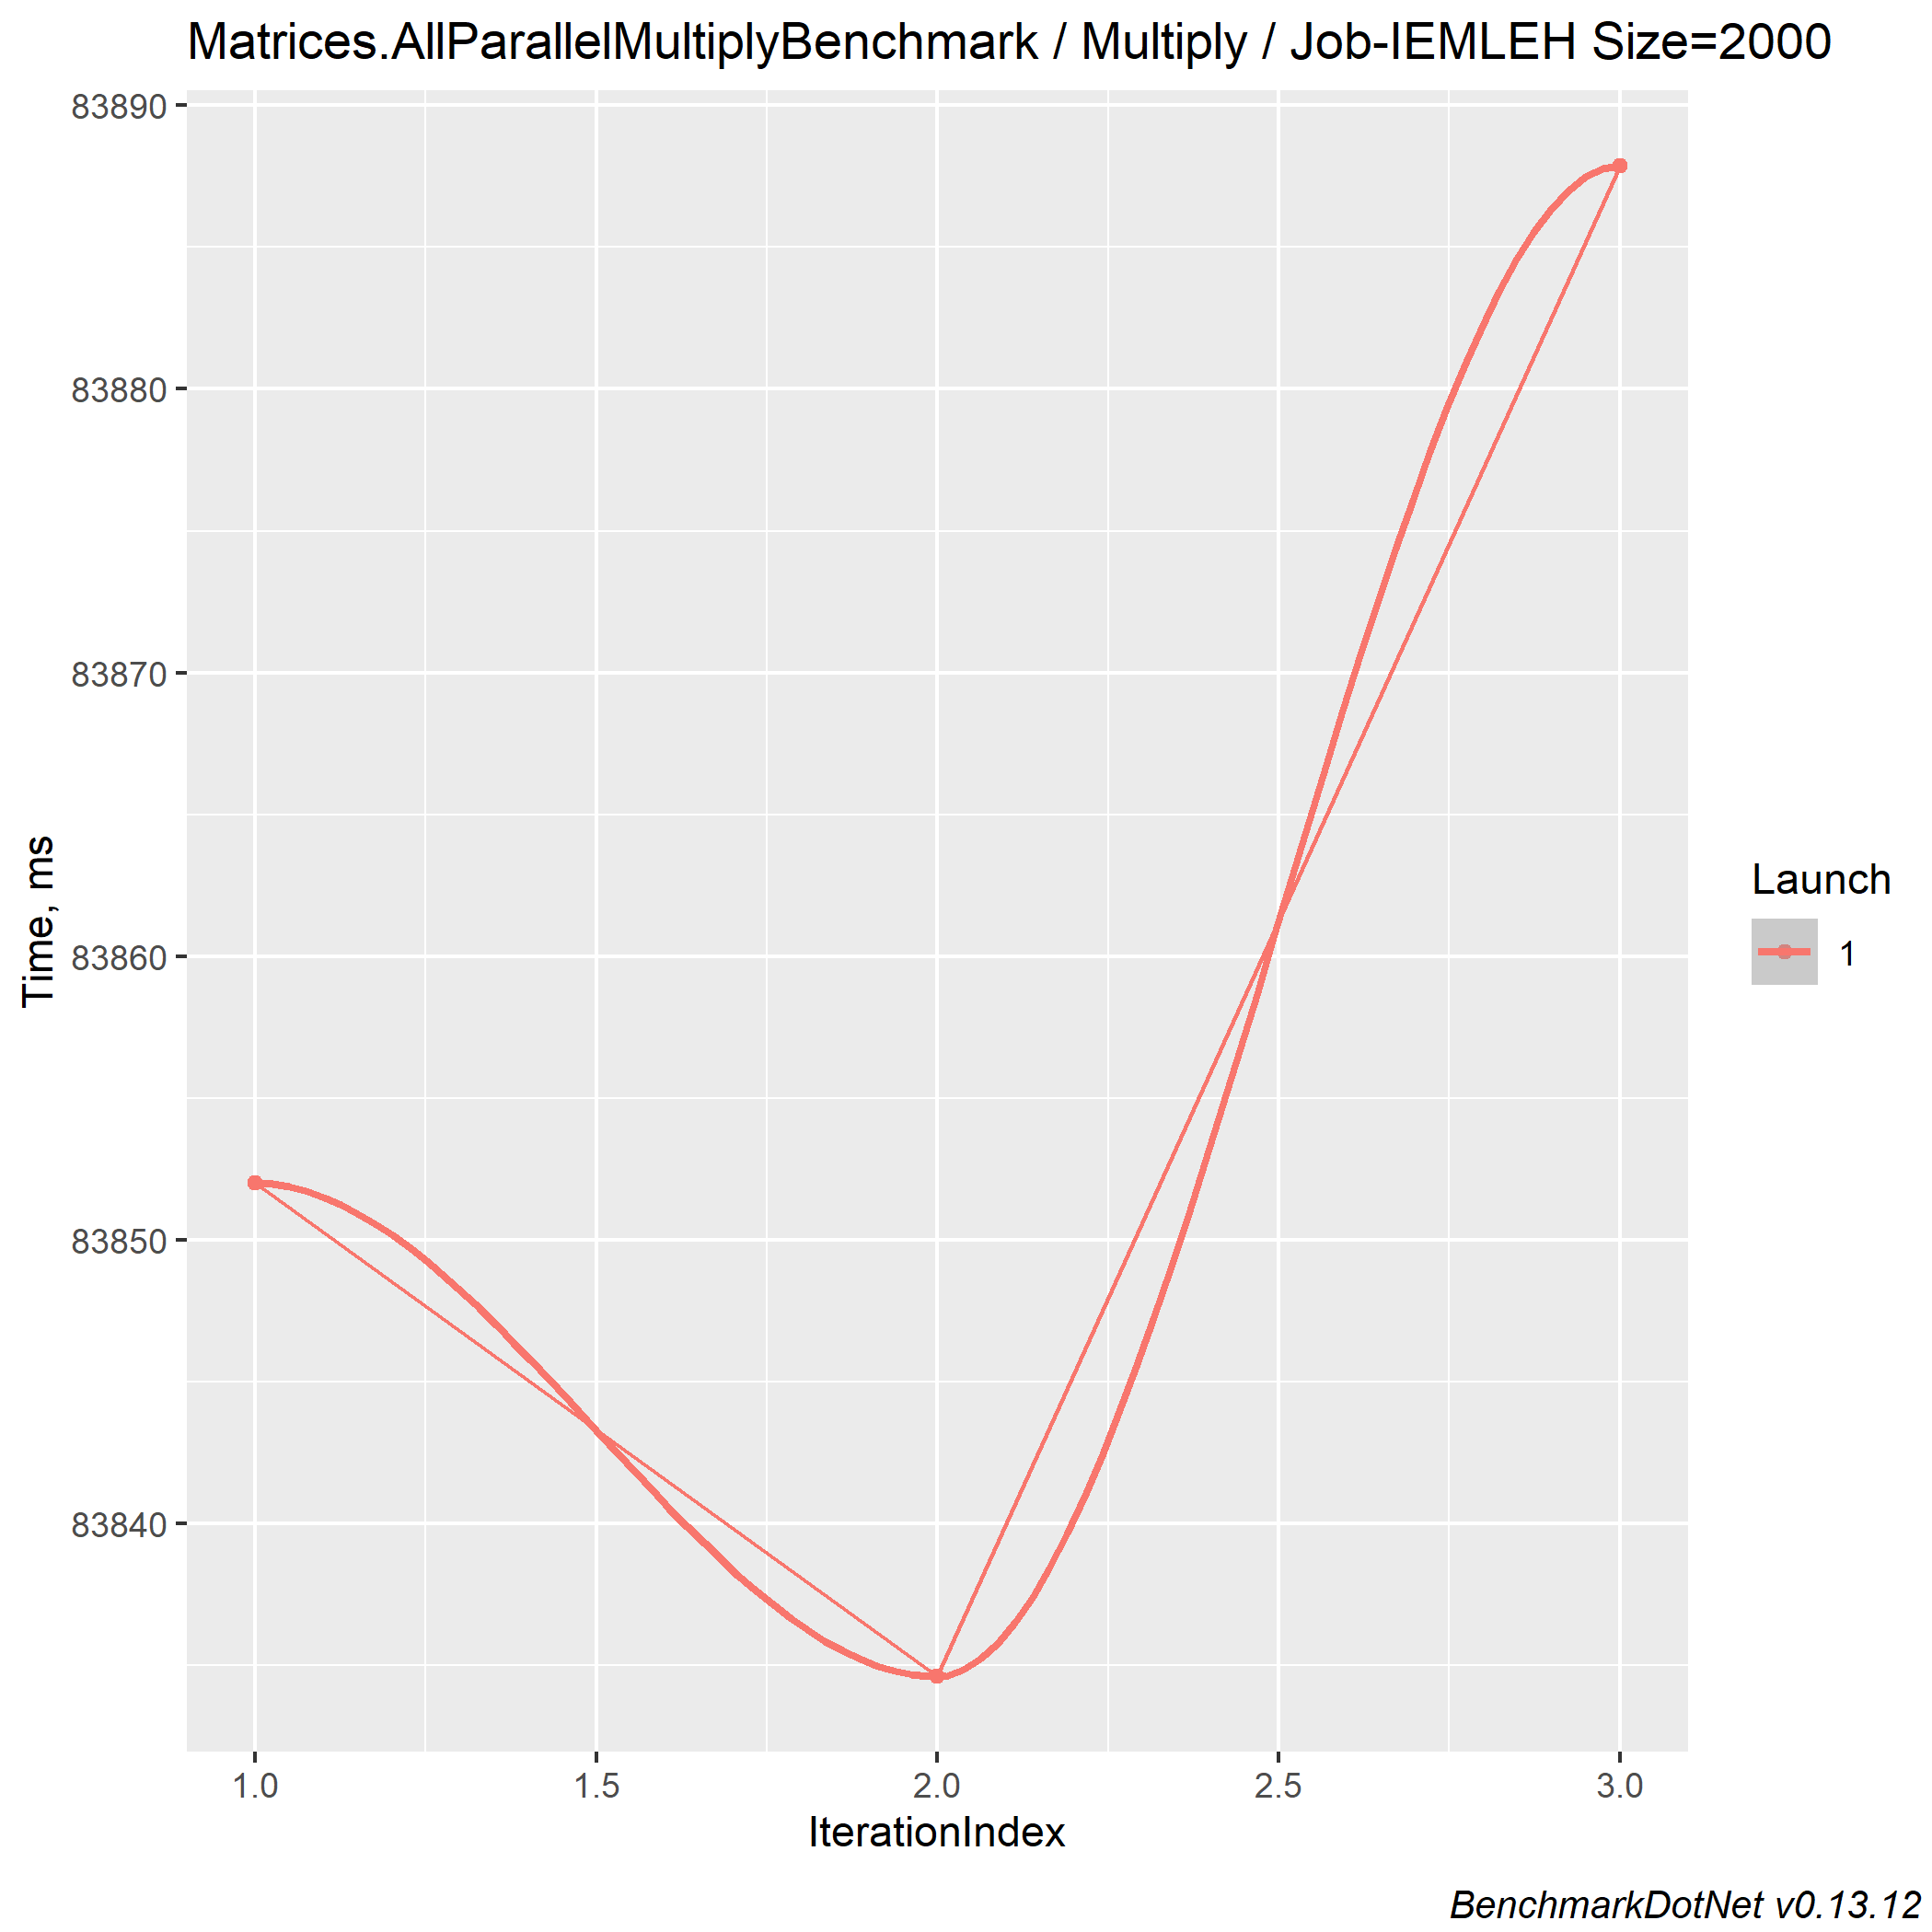 Matrices.AllParallelMultiplyBenchmark / Multiply / Job-IEMLEH Size=2000
83890
83880
83870
83860
83850
83840
Time, ms
1.0 1.5 2.0 2.5 3.0
IterationIndex
Launch
1
BenchmarkDotNet v0.13.12